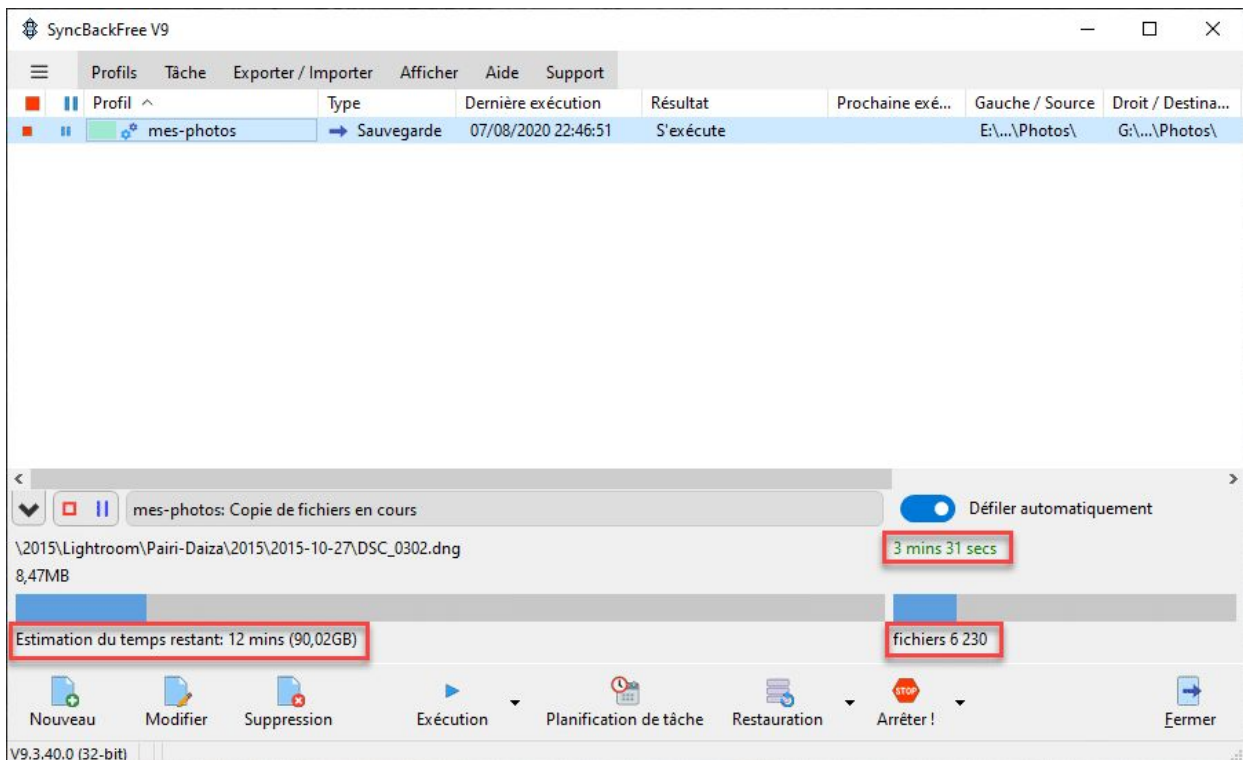 SyncBackFree V9
Profils Tâche Exporter / Importer Afficher Aide Support
Profil Type Dernière exécution Résultat Prochaine exé... Gauche / Source Droit / Destina...
mes-photos Sauvegarde 07/08/2020 22:46:51 S'exécute E:\...\Photos\ G:\...\Photos\
mes-photos: Copie de fichiers en cours Défiler automatiquement
\2015\Lightroom\Pairi-Daiza\2015\2015-10-27\DSC_0302.dng 3 mins 31 secs
8,47MB
Estimation du temps restant: 12 mins (90,02GB) fichiers 6 230
STOP
Nouveau Modifier Suppression Exécution Planification de tâche Restauration Arrêter ! Fermer
V9.3.40.0 (32-bit)